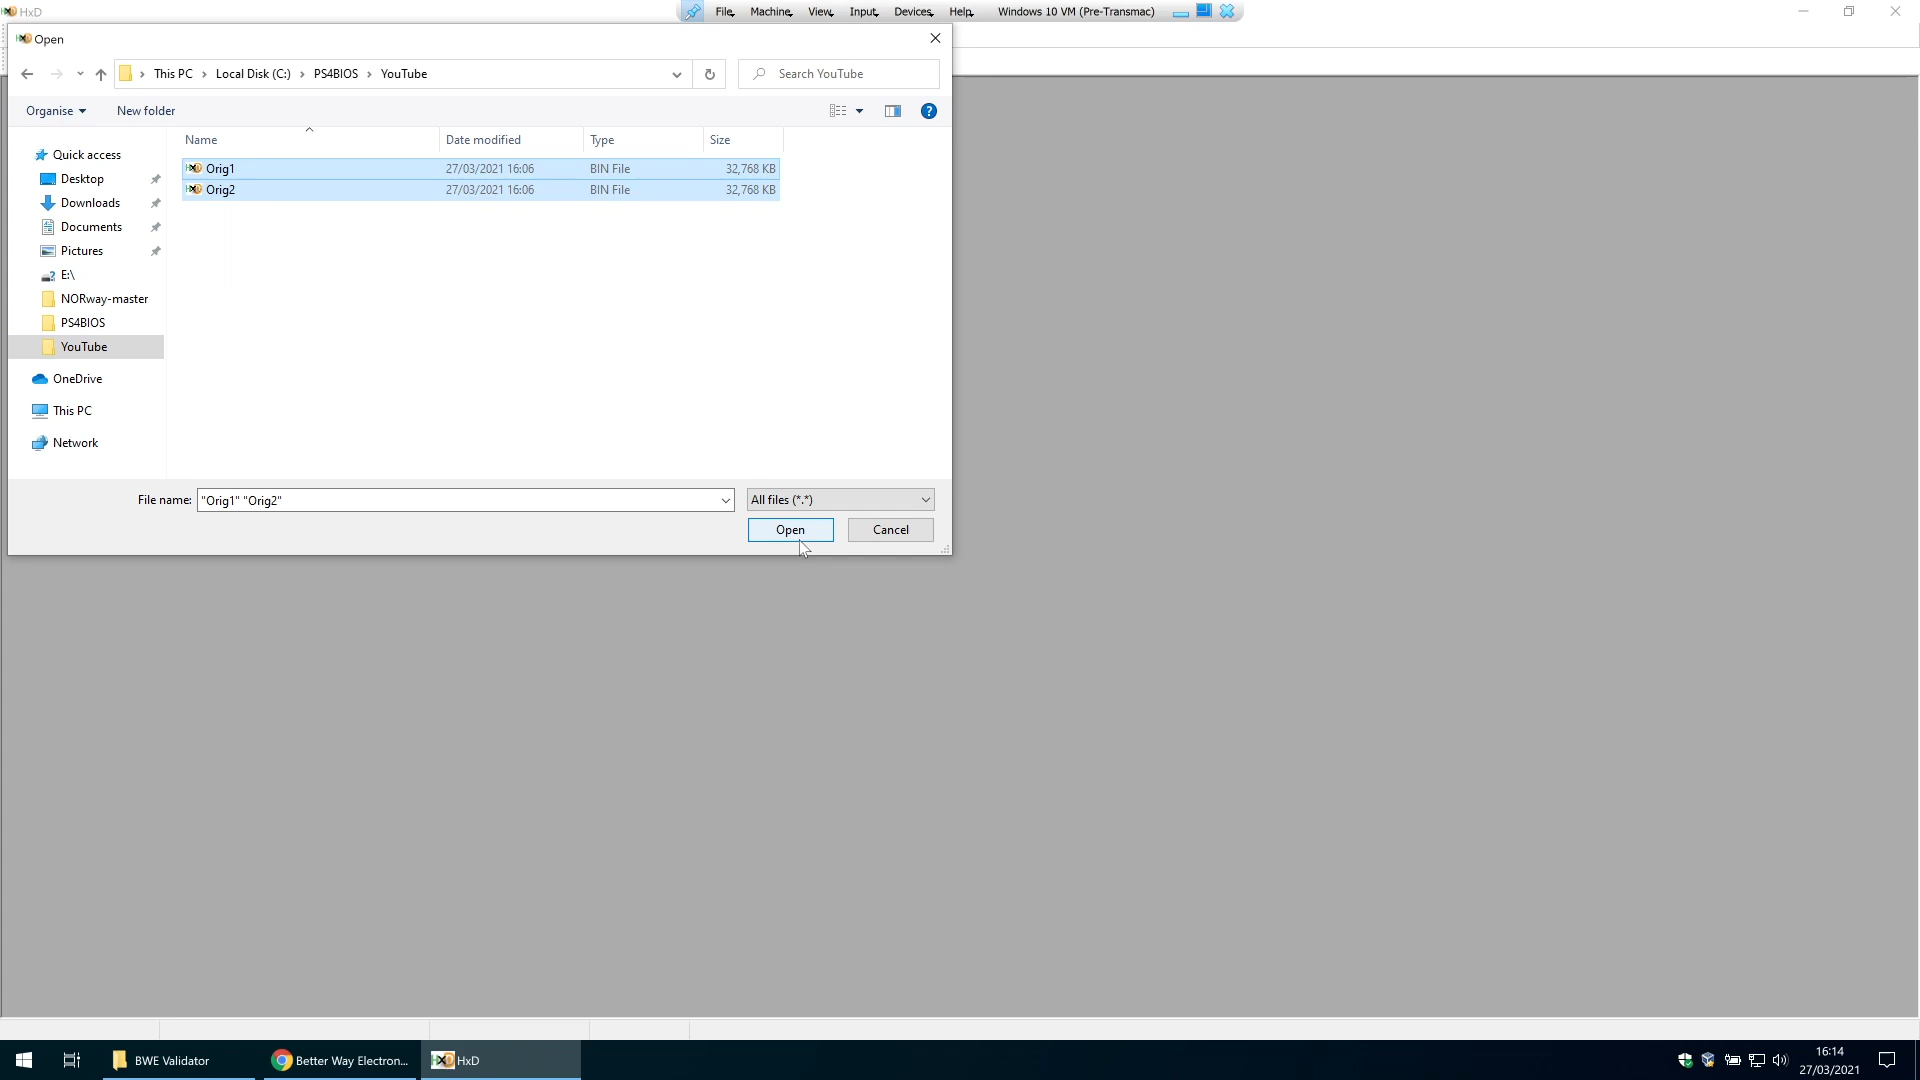 HxD
File Machine View Input Devices Help Windows 10 VM (Pre-Transmac)
Open
This PC Local Disk (C:) PS4BIOS YouTube Search YouTube
Organise New folder
Name Date modified Type Size
Quick access
Desktop
Downloads
Documents
Pictures
E:\
NORway-master
PS4BIOS
YouTube
OneDrive
This PC
Network
Orig1 27/03/2021 16:06 BIN File 32,768 KB
Orig2 27/03/2021 16:06 BIN File 32,768 KB
File name: "Orig1" "Orig2" All files (*.*)
Open Cancel
BWE Validator Better Way Electron... HxD
16:14
27/03/2021